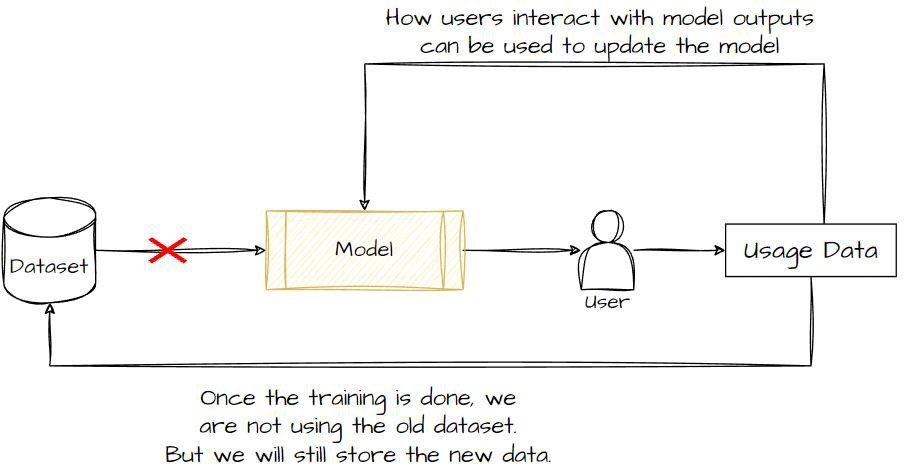 How users interact with model outputs
can be used to update the model
Dataset
Model
User
Usage Data
Once the training is done, we
are not using the old dataset.
But we will still store the new data.